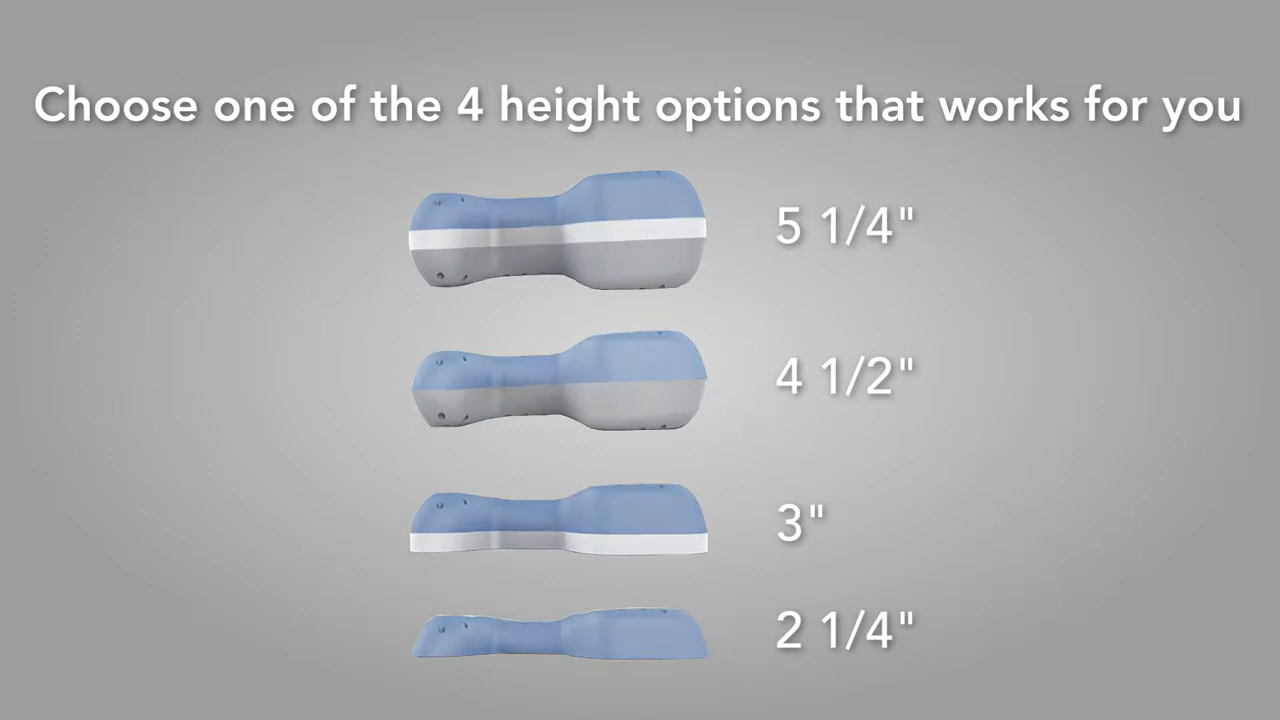 Choose one of the 4 height options that works for you
5 1/4"
4 1/2"
3"
2 1/4"